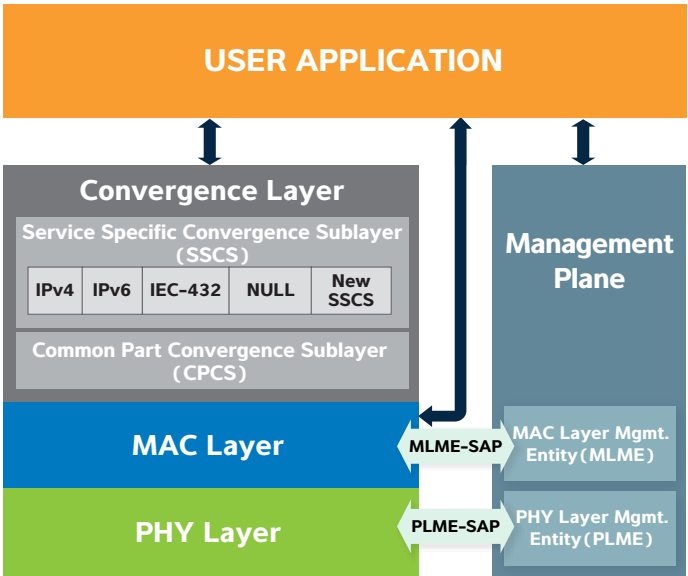 USER APPLICATION
Convergence Layer
Service Specific Convergence Sublayer
(SSCS)
IPv4 IPv6 IEC-432 NULL New
SSCS
Common Part Convergence Sublayer
(CPCS)
Management
Plane
MAC Layer
MLME-SAP
MAC Layer Mgmt.
Entity(MLME)
PHY Layer
PLME-SAP
PHY Layer Mgmt.
Entity(PLME)